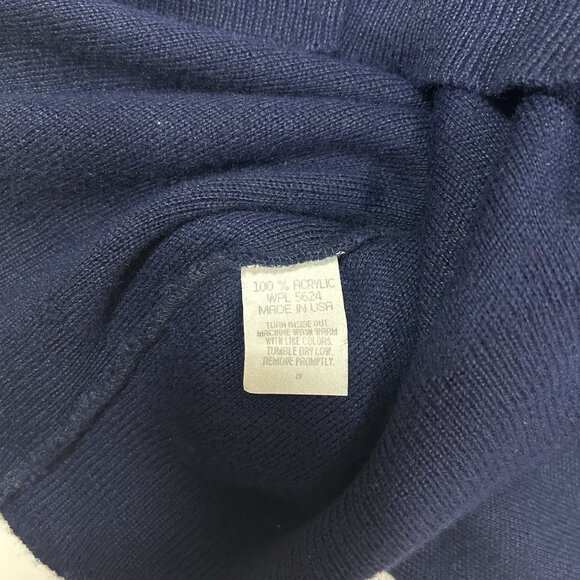 100 % ACRYLIC
WPL 5624
MADE IN USA
TURN INSIDE OUT.
MACHINE WASH WARM
WITH LIKE COLORS.
TUMBLE DRY LOW.
REMOVE PROMPTLY.